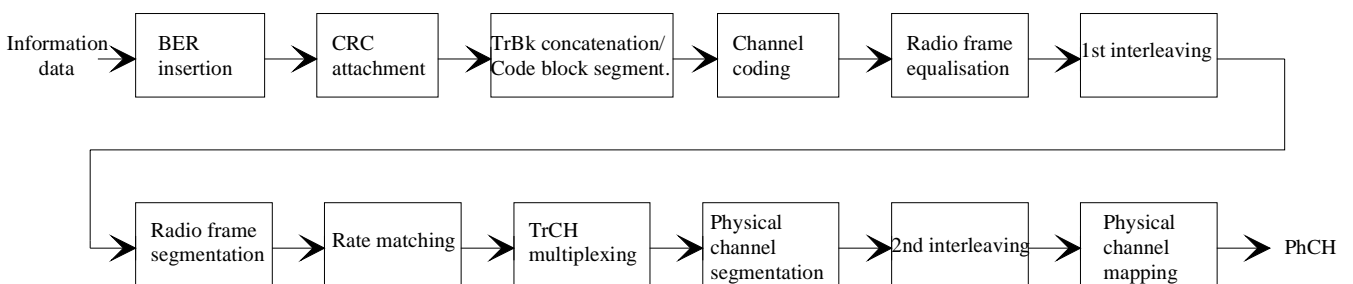 Information
data
BER
insertion
CRC
attachment
TrBk concatenation/
Code block segment.
Channel
coding
Radio frame
equalisation
1st interleaving
Radio frame
segmentation
Rate matching
TrCH
multiplexing
Physical
channel
segmentation
2nd interleaving
Physical
channel
mapping
PhCH